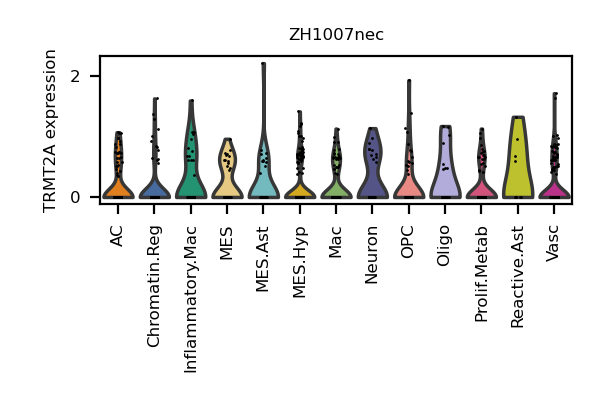 ZH1007nec
TRMT2A expression
2
0
AC
Chromatin.Reg
Inflammatory.Mac
MES
MES.Ast
MES.Hyp
Mac
Neuron
OPC
Oligo
Prolif.Metab
Reactive.Ast
Vasc